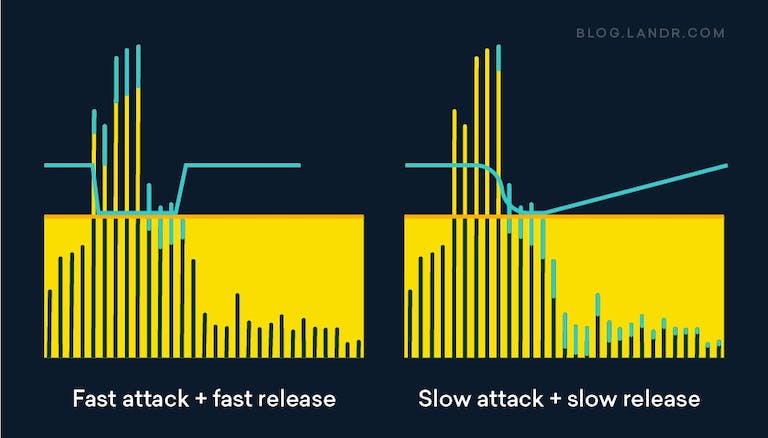 BLOG.LANDR.COM
Fast attack + fast release
Slow attack + slow release